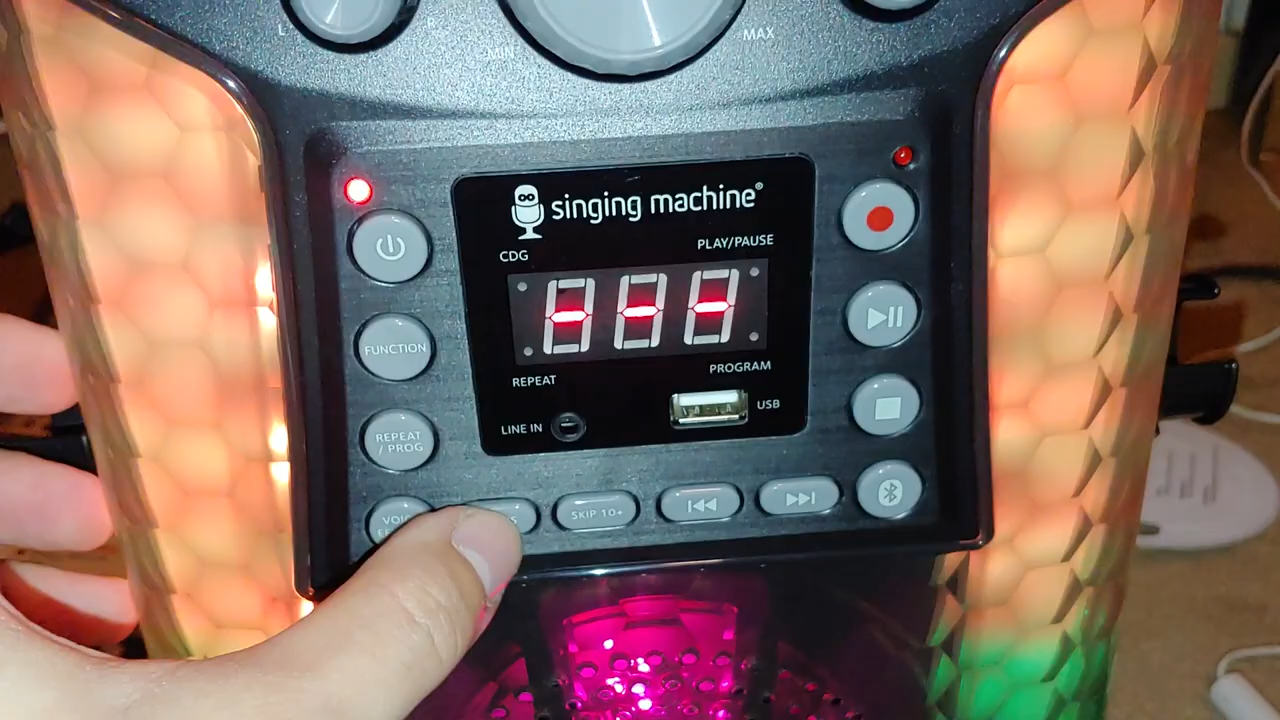 L
MIN
MAX
singing machine®
CDG
PLAY/PAUSE
---
REPEAT
PROGRAM
LINE IN
USB
FUNCTION
REPEAT
/ PROG
SKIP 10+